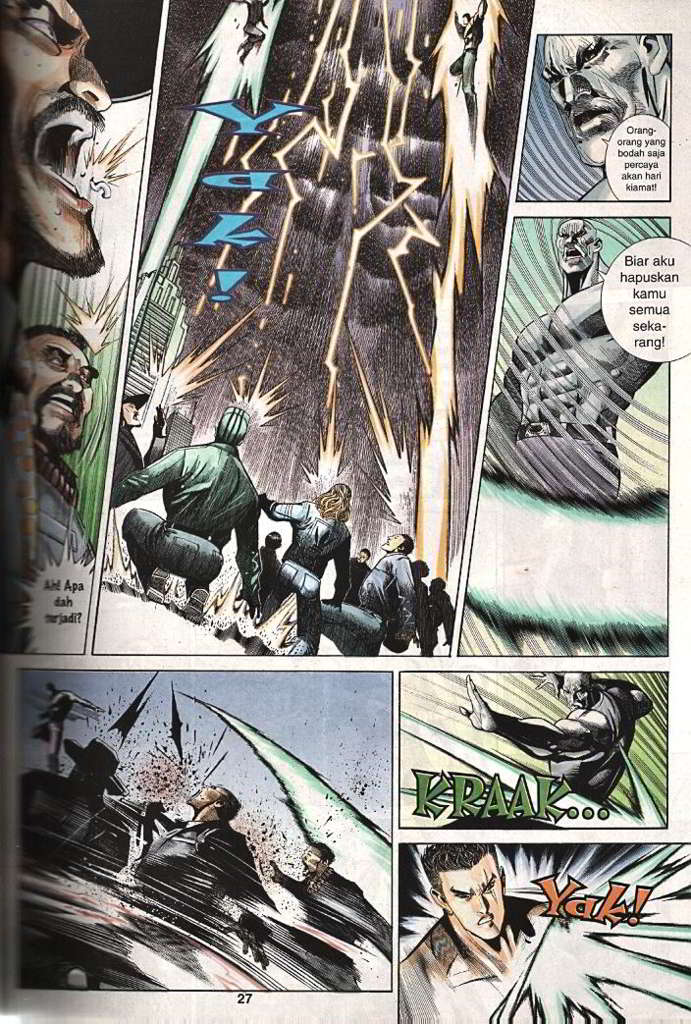 Yak!
Orang-
orang yang
bodah saja
percaya
akan hari
kiamat!
Biar aku
hapuskan
kamu
semua
seka-
rang!
Ah! Apa
dah
terjadi?
KRAAK...
Yak!
27